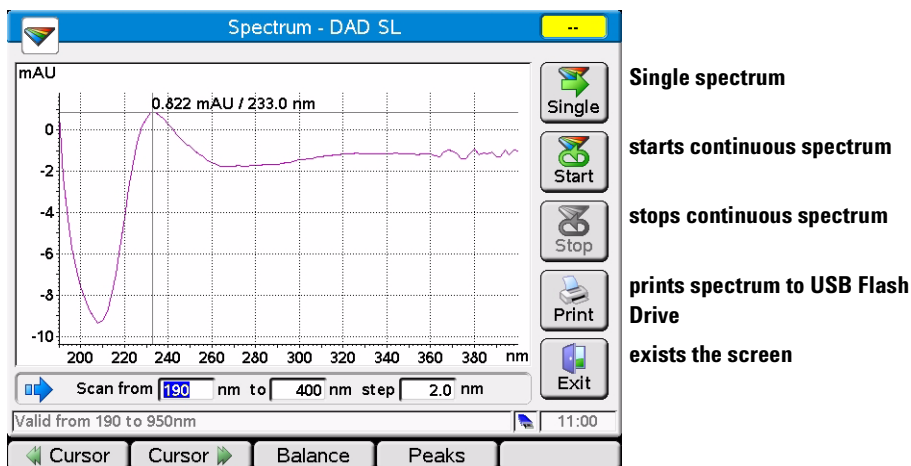 Spectrum - DAD SL
--
mAU
0.822 mAU / 233.0 nm
0
-2
-4
-6
-8
-10
200 220 240 260 280 300 320 340 360 380 nm
Single
Single spectrum
Start
starts continuous spectrum
Stop
stops continuous spectrum
Print
prints spectrum to USB Flash
Drive
Exit
exists the screen
Scan from 190 nm to 400 nm step 2.0 nm
Valid from 190 to 950nm
11:00
Cursor Cursor Balance Peaks